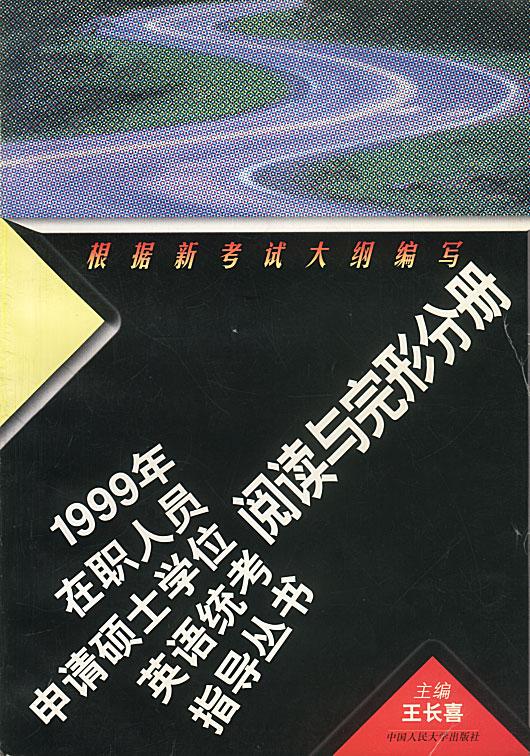 根据新考试大纲编写
1999年
在职人员
申请硕士学位
英语统考
指导丛书
阅读与完形分册
主编
王长喜
中国人民大学出版社